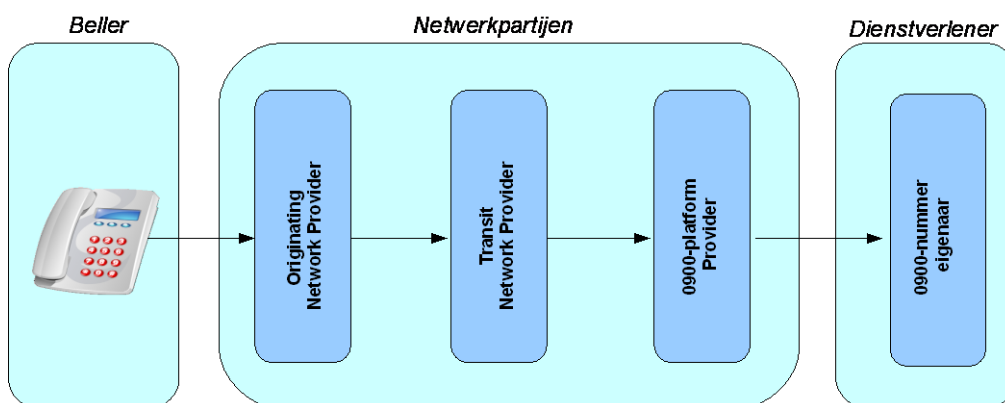 Beller
Netwerkpartijen
Dienstverlener
Originating
Network Provider
Transit
Network Provider
0900-platform
Provider
0900-nummer
eigenaar